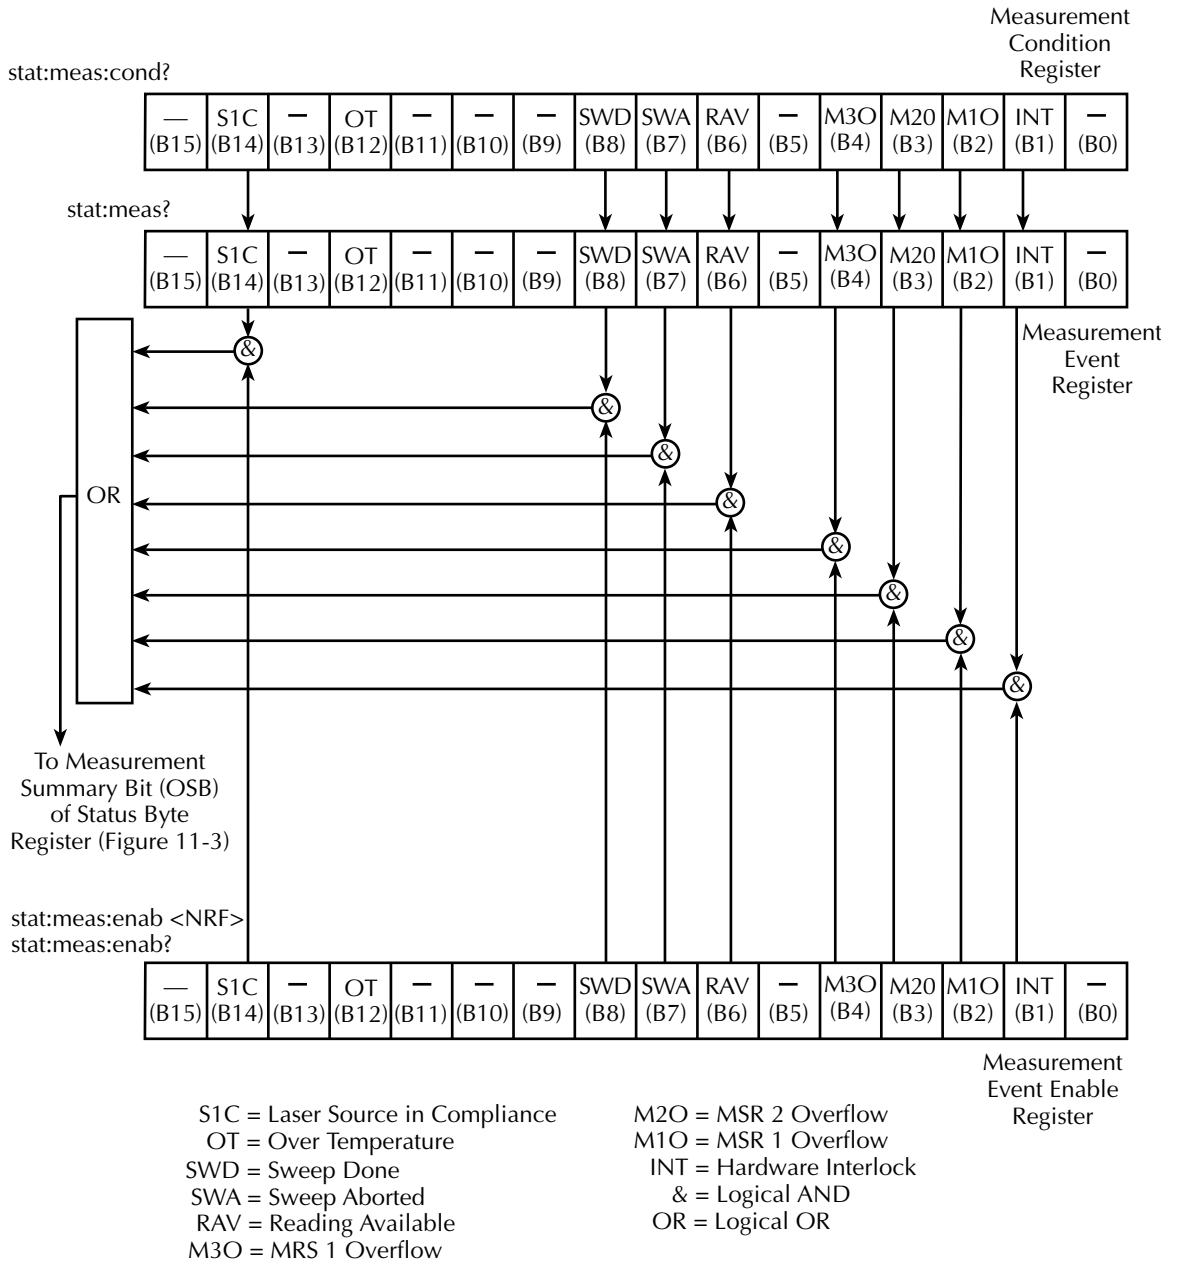 Measurement
Condition
Register
stat:meas:cond?
— S1C – OT – – – SWD SWA RAV – M3O M20 M1O INT –
(B15) (B14) (B13) (B12) (B11) (B10) (B9) (B8) (B7) (B6) (B5) (B4) (B3) (B2) (B1) (B0)
stat:meas?
— S1C – OT – – – SWD SWA RAV – M3O M20 M1O INT –
(B15) (B14) (B13) (B12) (B11) (B10) (B9) (B8) (B7) (B6) (B5) (B4) (B3) (B2) (B1) (B0)
Measurement
Event
Register
&
&
&
&
&
&
&
&
OR
To Measurement
Summary Bit (OSB)
of Status Byte
Register (Figure 11-3)
stat:meas:enab <NRF>
stat:meas:enab?
— S1C – OT – – – SWD SWA RAV – M3O M20 M1O INT –
(B15) (B14) (B13) (B12) (B11) (B10) (B9) (B8) (B7) (B6) (B5) (B4) (B3) (B2) (B1) (B0)
Measurement
Event Enable
Register
S1C = Laser Source in Compliance
OT = Over Temperature
SWD = Sweep Done
SWA = Sweep Aborted
RAV = Reading Available
M3O = MRS 1 Overflow
M2O = MSR 2 Overflow
M1O = MSR 1 Overflow
INT = Hardware Interlock
& = Logical AND
OR = Logical OR